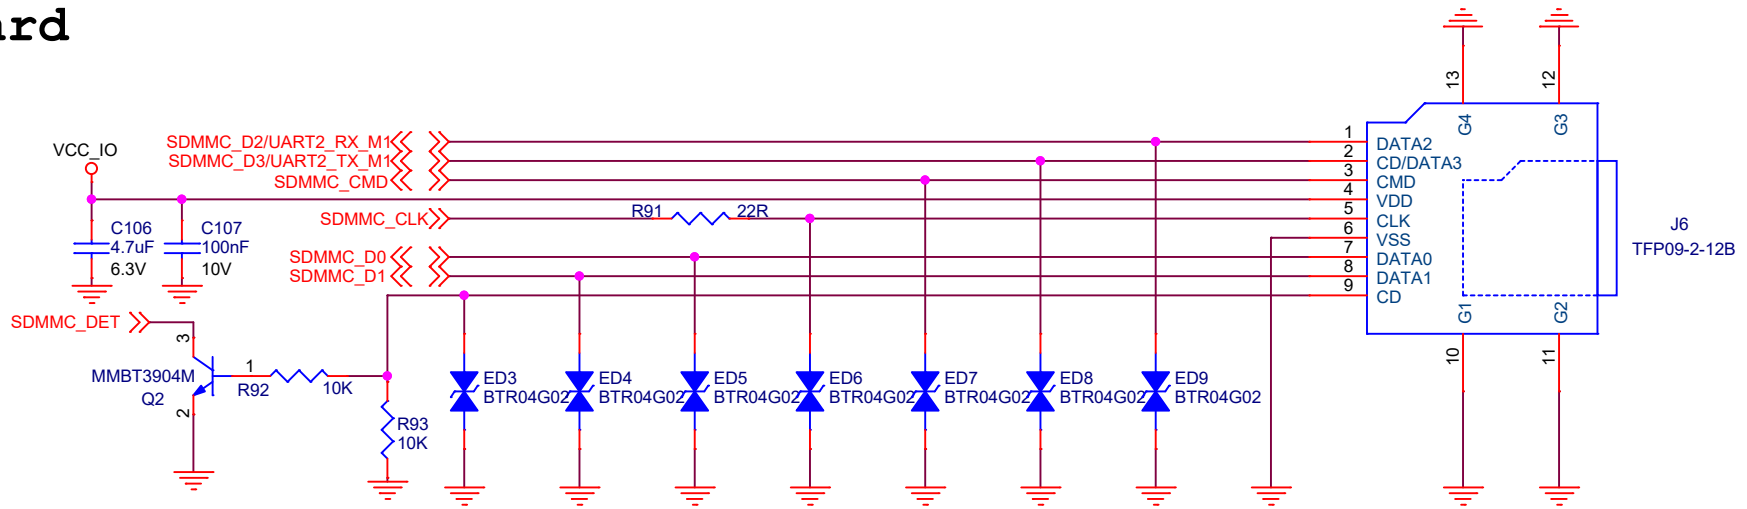 ard
VCC_IO
C106
4.7uF
6.3V
C107
100nF
10V
SDMMC_D2/UART2_RX_M1
SDMMC_D3/UART2_TX_M1
SDMMC_CMD
SDMMC_CLK
R91
22R
SDMMC_D0
SDMMC_D1
SDMMC_DET
3
MMBT3904M
Q2
1
2
R92
10K
R93
10K
ED3
BTR04G02
ED4
BTR04G02
ED5
BTR04G02
ED6
BTR04G02
ED7
BTR04G02
ED8
BTR04G02
ED9
BTR04G02
13
12
G4
G3
1
DATA2
2
CD/DATA3
3
CMD
4
VDD
5
CLK
6
VSS
7
DATA0
8
DATA1
9
CD
G1
G2
10
11
J6
TFP09-2-12B